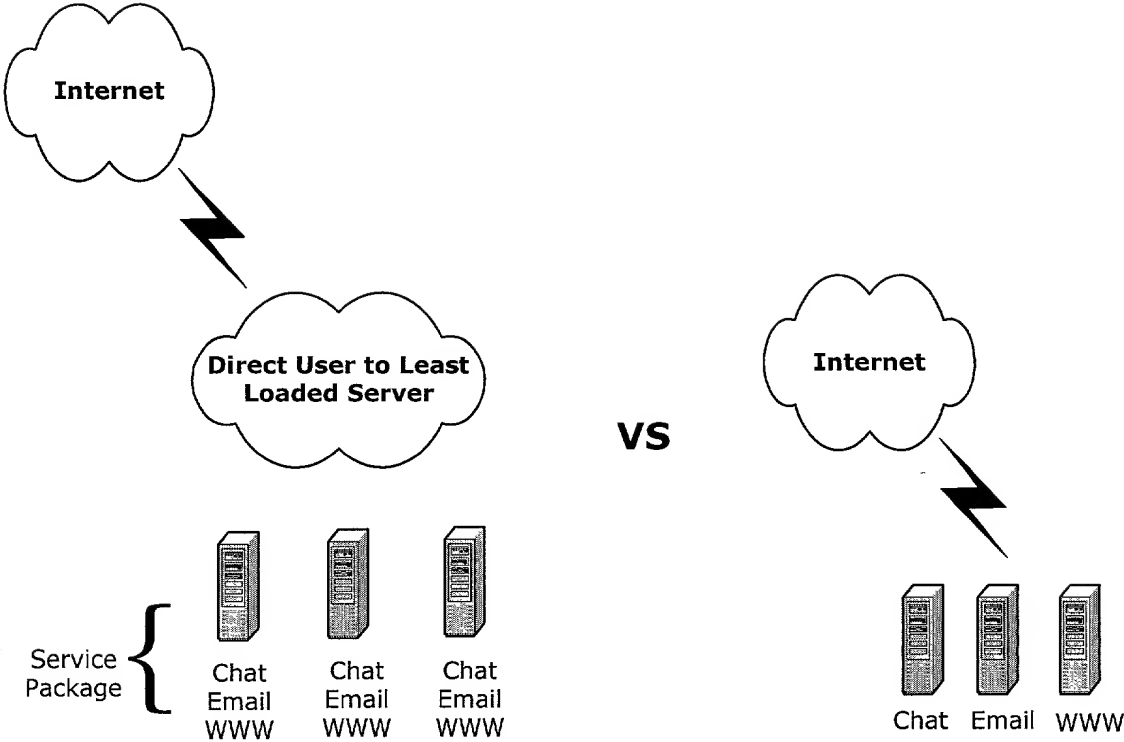 Internet
Direct User to Least
Loaded Server
VS
Internet
Service
Package
Chat
Email
WWW
Chat
Email
WWW
Chat
Email
WWW
Chat
Email
WWW